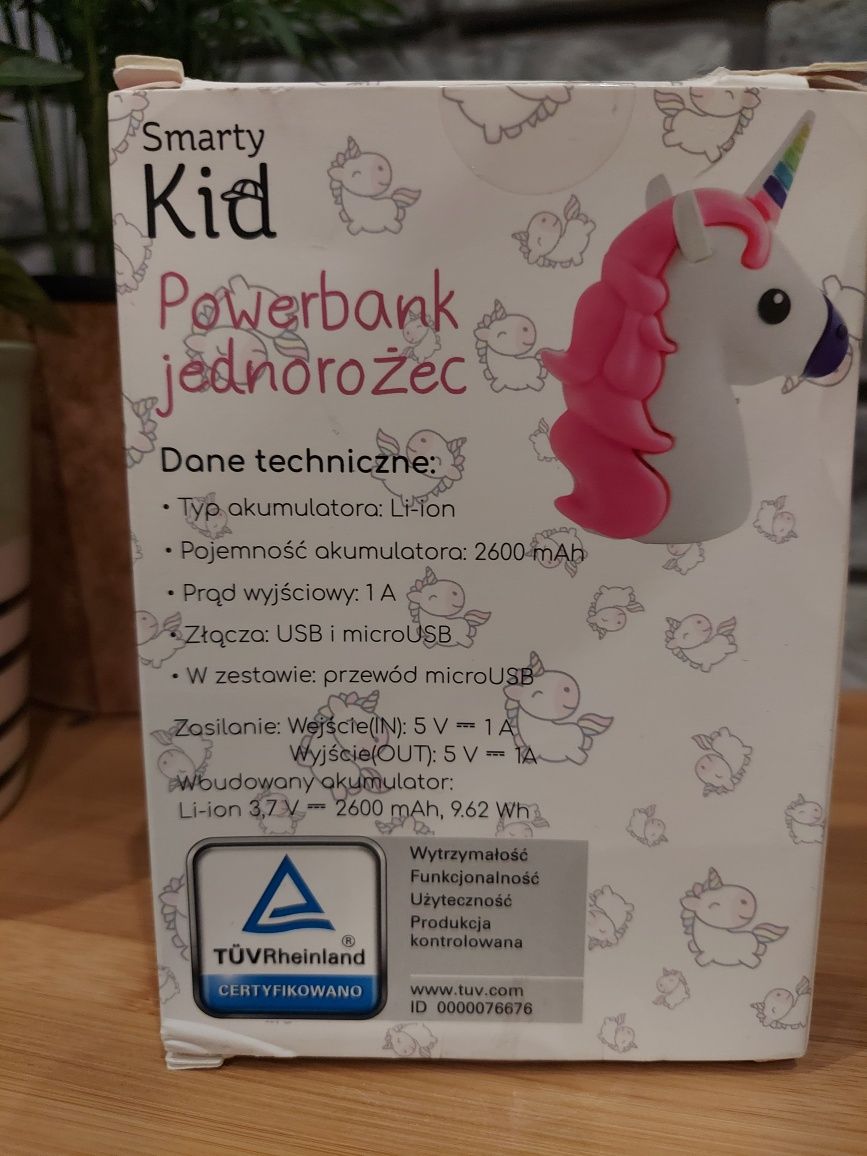 Smarty
Kid
Powerbank
jednorożec
Dane techniczne:
• Typ akumulatora: Li-ion
• Pojemność akumulatora: 2600 mAh
• Prąd wyjściowy: 1 A
• Złącza: USB i microUSB
• W zestawie: przewód microUSB
Zasilanie: Wejście(IN): 5 V ⎓ 1 A
Wyjście(OUT): 5 V ⎓ 1A
Wbudowany akumulator:
Li-ion 3,7 V ⎓ 2600 mAh, 9.62 Wh
TÜVRheinland®
CERTYFIKOWANO
Wytrzymałość
Funkcjonalność
Użyteczność
Produkcja
kontrolowana
www.tuv.com
ID 0000076676